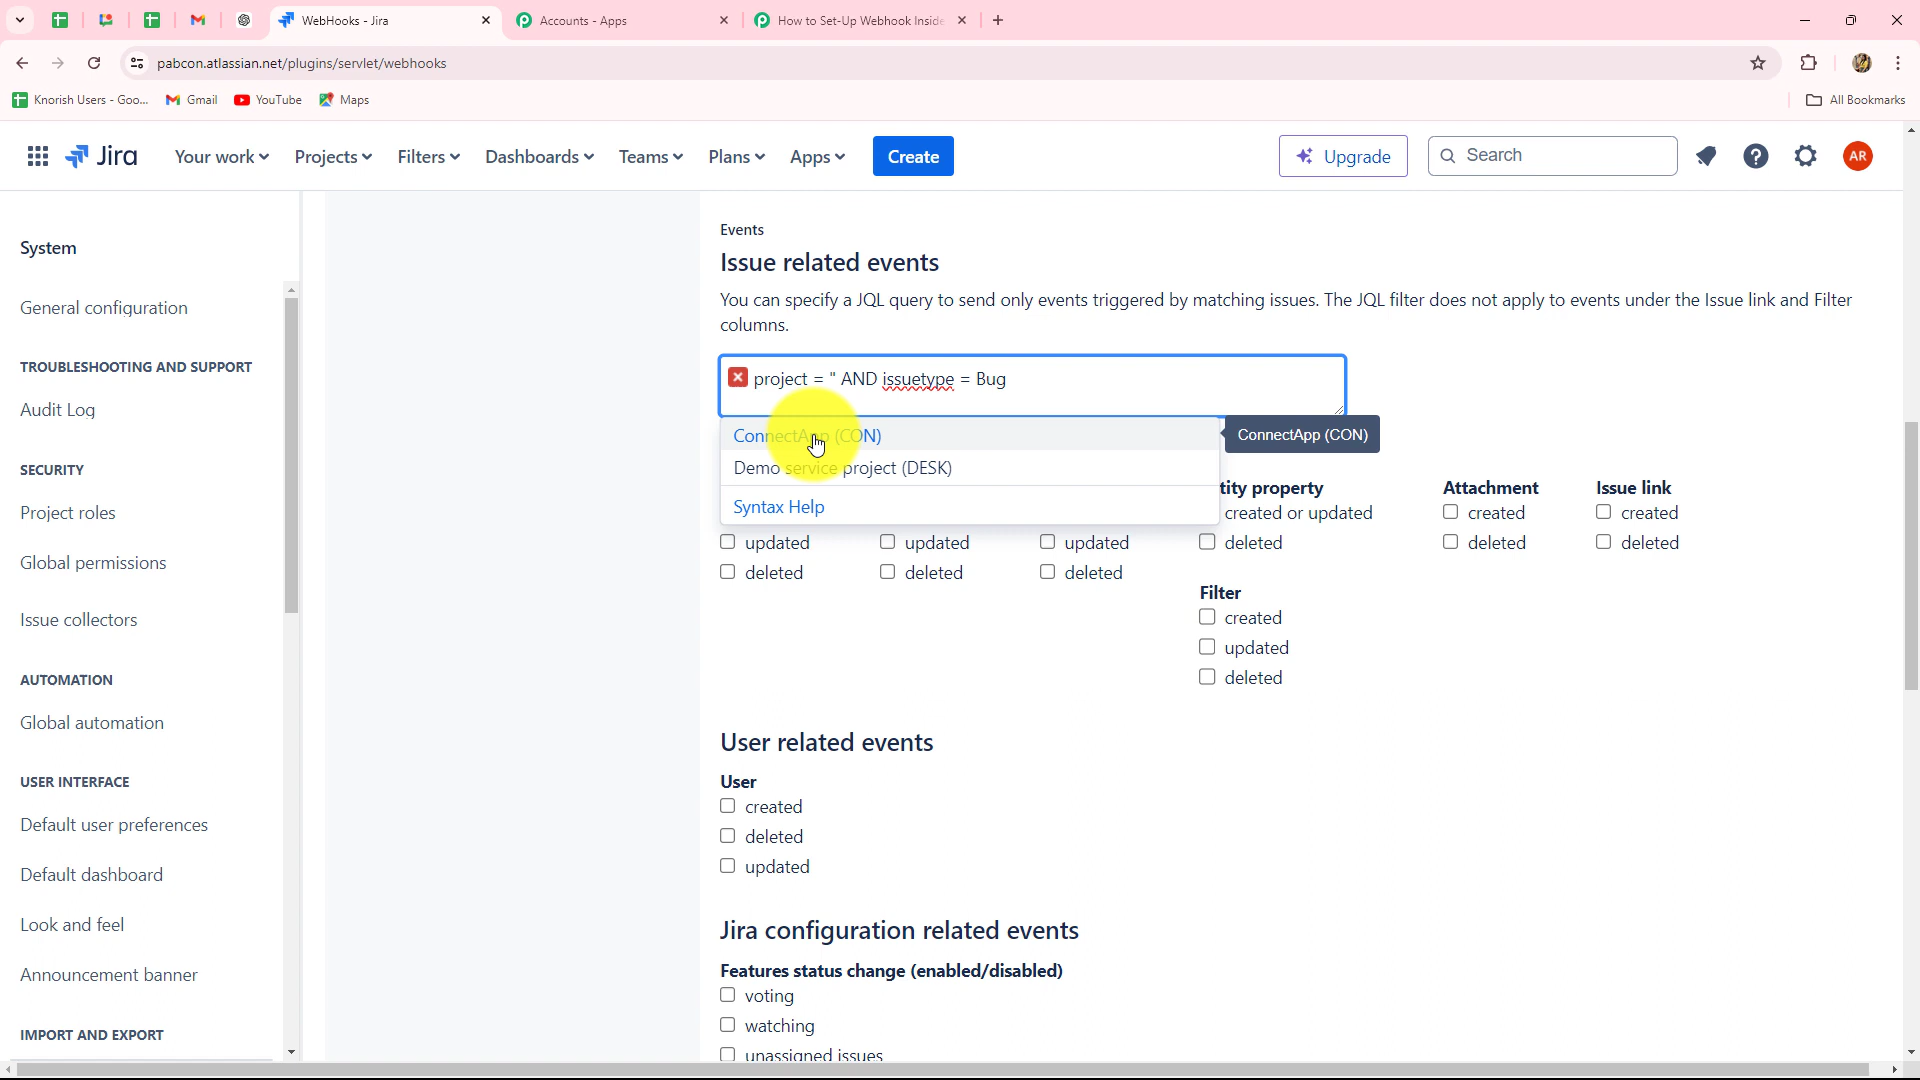 WebHooks - Jira
Accounts - Apps
How to Set-Up Webhook Inside
pabcon.atlassian.net/plugins/servlet/webhooks
Knorish Users - Goo...
Gmail
YouTube
Maps
All Bookmarks
Jira
Your work
Projects
Filters
Dashboards
Teams
Plans
Apps
Create
Upgrade
Search
AR
System
General configuration
TROUBLESHOOTING AND SUPPORT
Audit Log
SECURITY
Project roles
Global permissions
Issue collectors
AUTOMATION
Global automation
USER INTERFACE
Default user preferences
Default dashboard
Look and feel
Announcement banner
IMPORT AND EXPORT
Events
Issue related events
You can specify a JQL query to send only events triggered by matching issues. The JQL filter does not apply to events under the Issue link and Filter
columns.
project = " AND issuetype = Bug
ConnectApp (CON)
ConnectApp (CON)
Demo service project (DESK)
Syntax Help
updated
deleted
updated
deleted
updated
deleted
tity property
created or updated
deleted
Filter
created
updated
deleted
Attachment
created
deleted
Issue link
created
deleted
User related events
User
created
deleted
updated
Jira configuration related events
Features status change (enabled/disabled)
voting
watching
unassigned issues